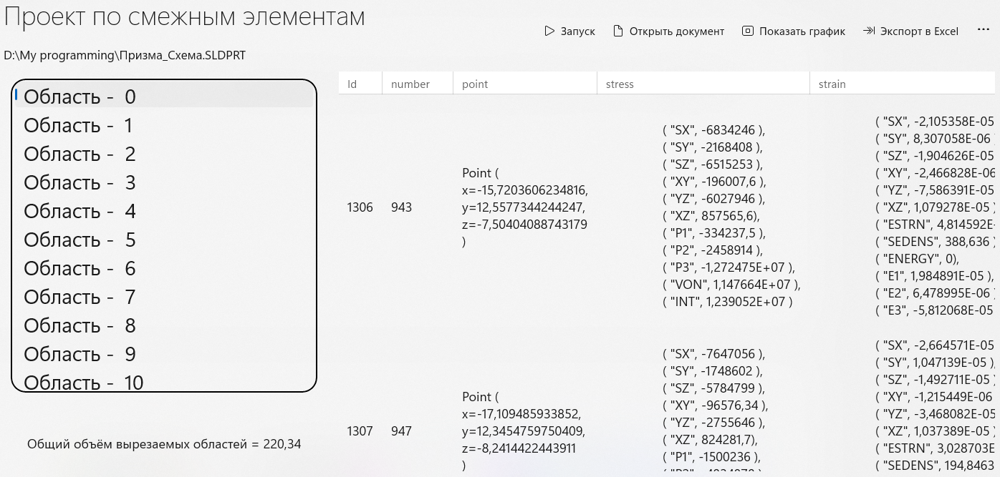 Проект по смежным элементам
Запуск
Открыть документ
Показать график
Экспорт в Excel
...
D:\My programming\Призма_Схема.SLDPRT
Область - 0
Область - 1
Область - 2
Область - 3
Область - 4
Область - 5
Область - 6
Область - 7
Область - 8
Область - 9
Область - 10
Общий объём вырезаемых областей = 220,34
Id number point stress strain
1306
943
Point (
x=-15,7203606234816,
y=12,5577344244247,
z=-7,50404088743179
)
( "SX", -6834246 ),
( "SY", -2168408 ),
( "SZ", -6515253 ),
( "XY", -196007,6 ),
( "YZ", -6027946 ),
( "XZ", 857565,6),
( "P1", -334237,5 ),
( "P2", -2458914 ),
( "P3", -1,272475E+07 ),
( "VON", 1,147664E+07 ),
( "INT", 1,239052E+07 )
( "SX", -2,105358E-05
( "SY", 8,307058E-06 )
( "SZ", -1,904626E-05
( "XY", -2,466828E-06
( "YZ", -7,586391E-05
( "XZ", 1,079278E-05 )
( "ESTRN", 4,814592E-
( "SEDENS", 388,636 )
( "ENERGY", 0),
( "E1", 1,984891E-05 ),
( "E2", 6,478995E-06 )
( "E3", -5,812068E-05
1307
947
Point (
x=-17,109485933852,
y=12,3454759750409,
z=-8,2414422443911
)
( "SX", -7647056 ),
( "SY", -1748602 ),
( "SZ", -5784799 ),
( "XY", -96576,34 ),
( "YZ", -2755646 ),
( "XZ", 824281,7),
( "P1", -1500236 ),
( "SX", -2,664571E-05
( "SY", 1,047139E-05 ),
( "SZ", -1,492711E-05
( "XY", -1,215449E-06
( "YZ", -3,468082E-05
( "XZ", 1,037389E-05 )
( "ESTRN", 3,028703E
( "SEDENS", 194,8463